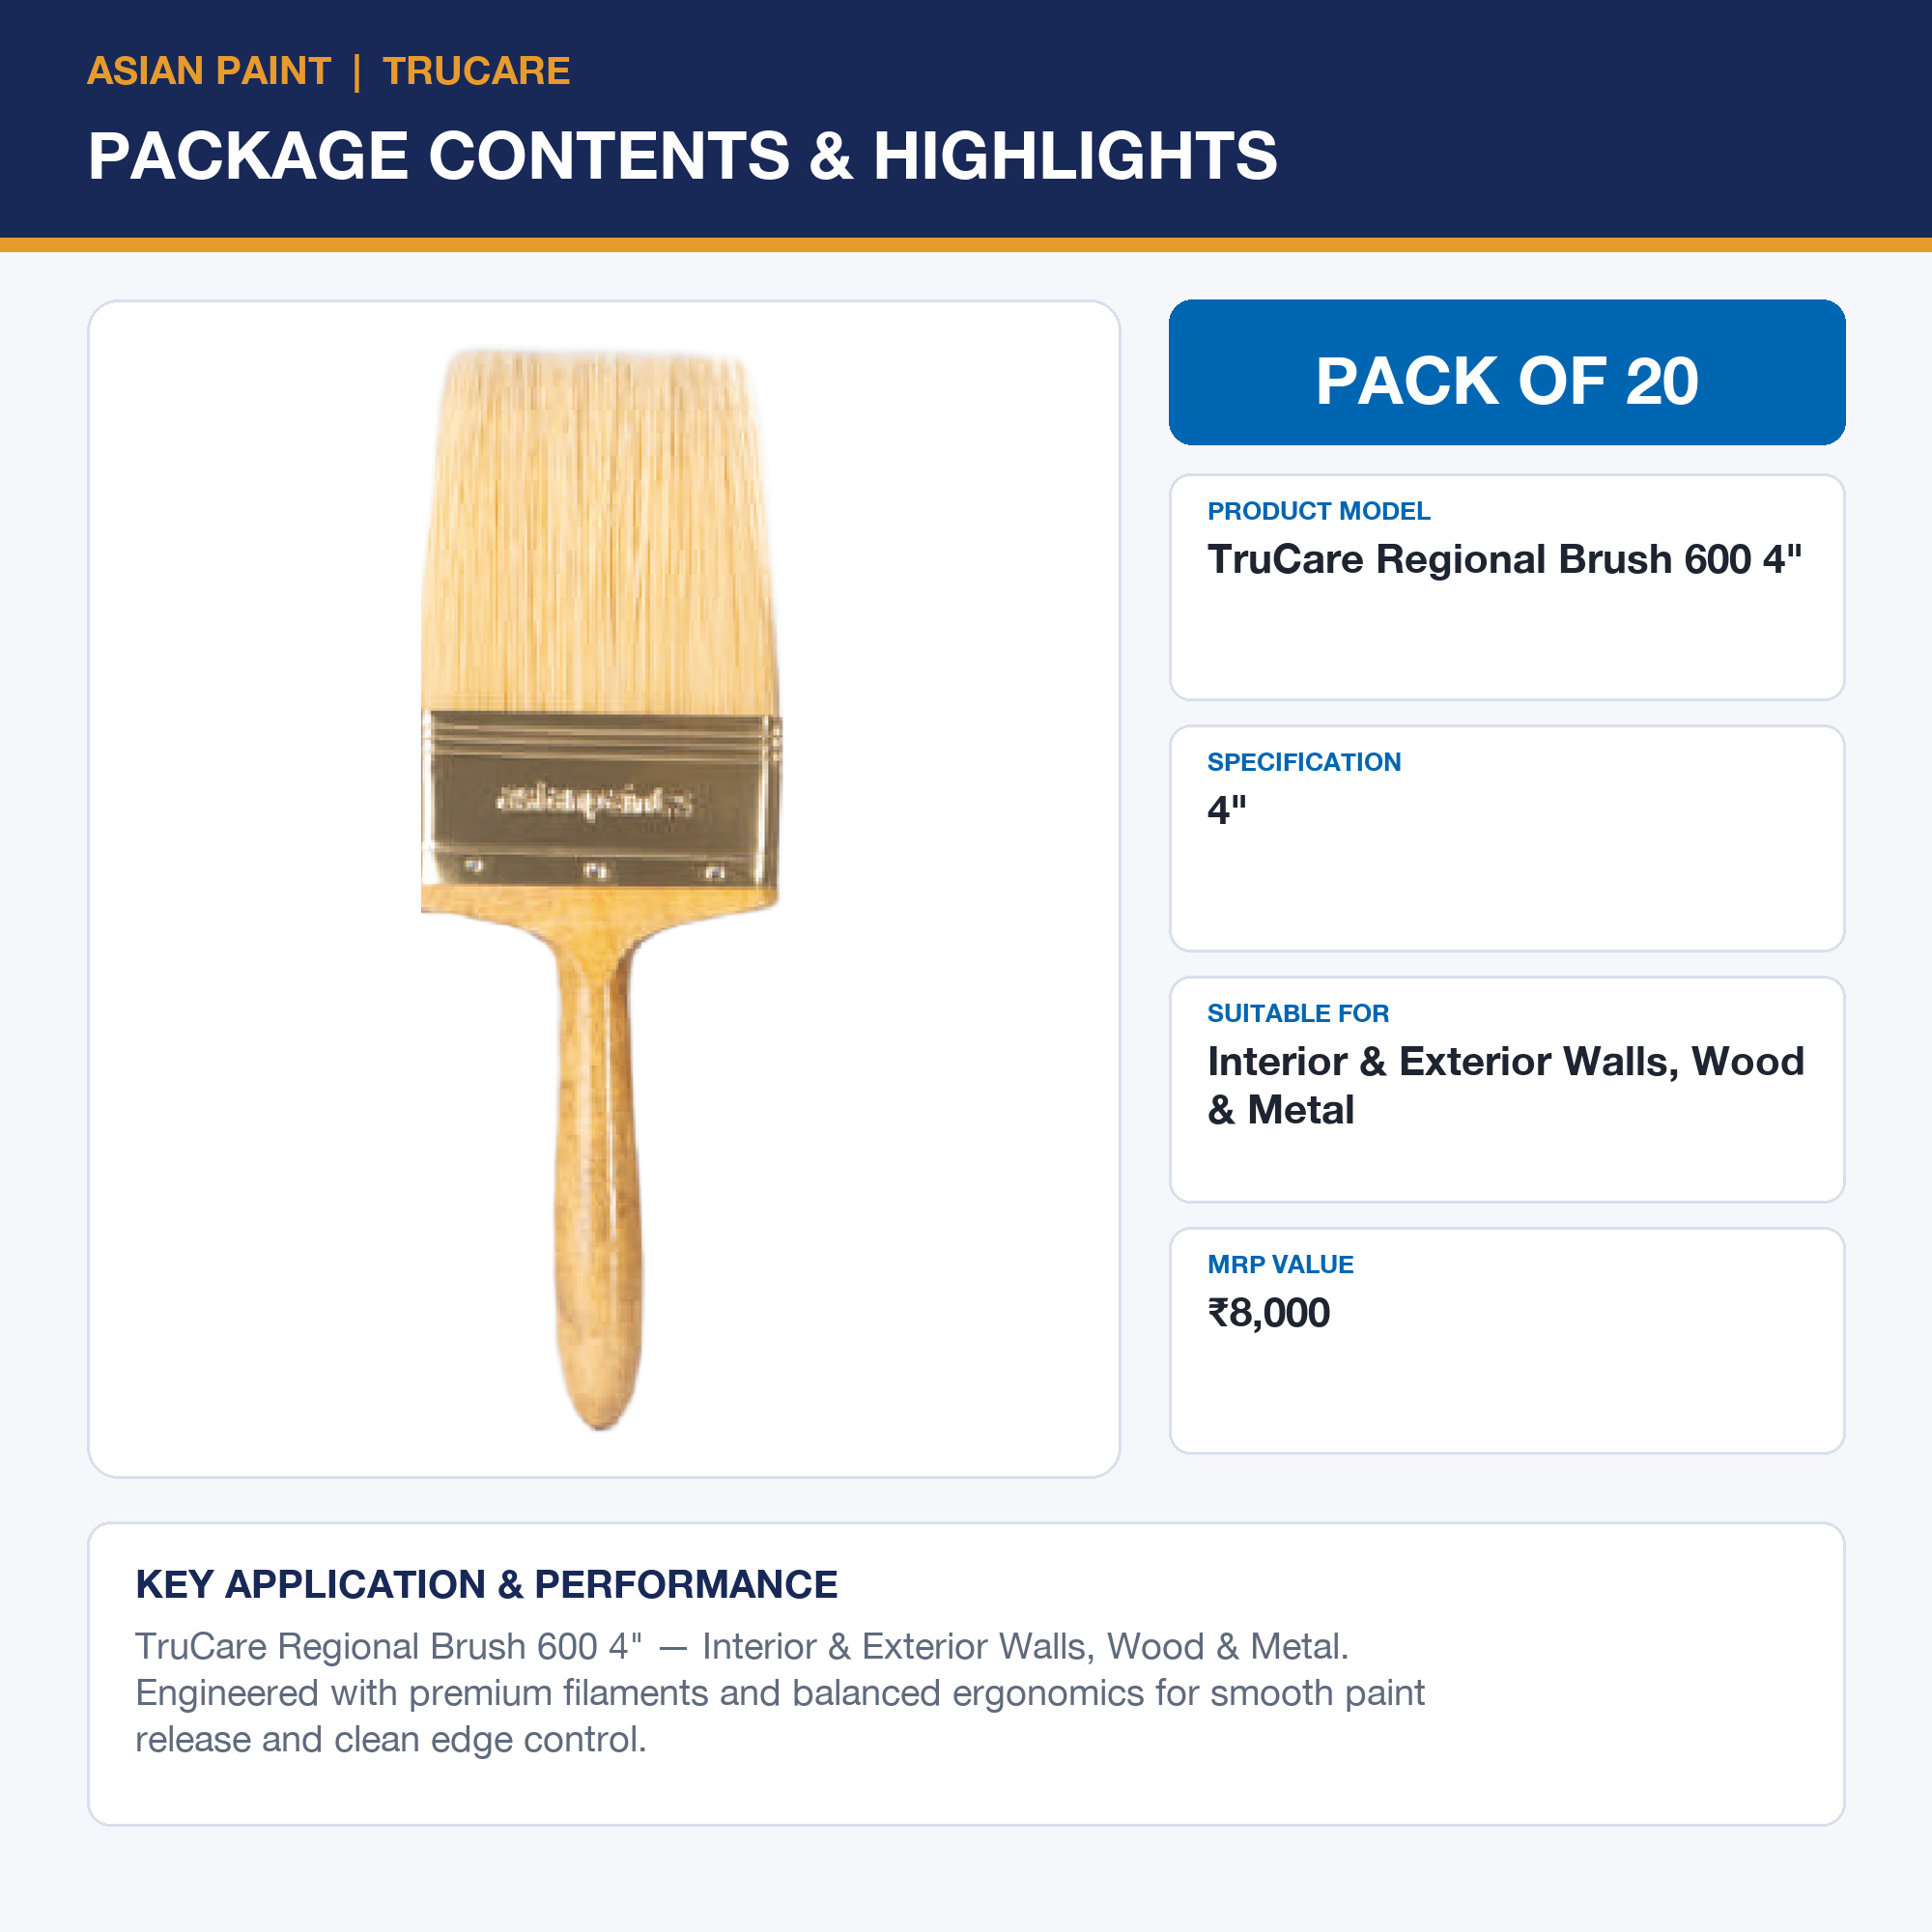 ASIAN PAINT | TRUCARE
PACKAGE CONTENTS & HIGHLIGHTS
asianpaints
PACK OF 20
PRODUCT MODEL
TruCare Regional Brush 600 4"
SPECIFICATION
4"
SUITABLE FOR
Interior & Exterior Walls, Wood
& Metal
MRP VALUE
₹8,000
KEY APPLICATION & PERFORMANCE
TruCare Regional Brush 600 4" — Interior & Exterior Walls, Wood & Metal.
Engineered with premium filaments and balanced ergonomics for smooth paint
release and clean edge control.